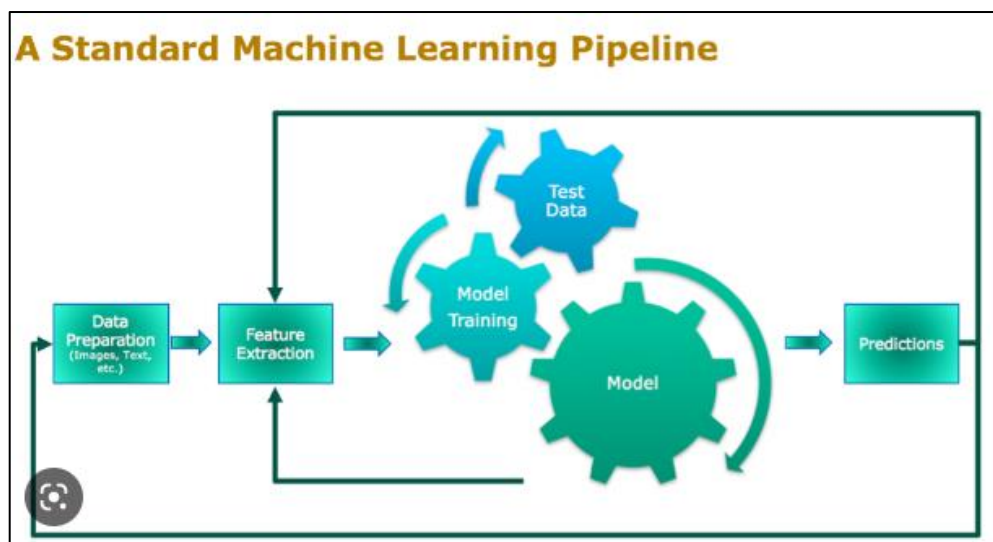 A Standard Machine Learning Pipeline
Test
Data
Data
Preparation
(Images, Text,
etc.)
Feature
Extraction
Model
Training
Model
Predictions